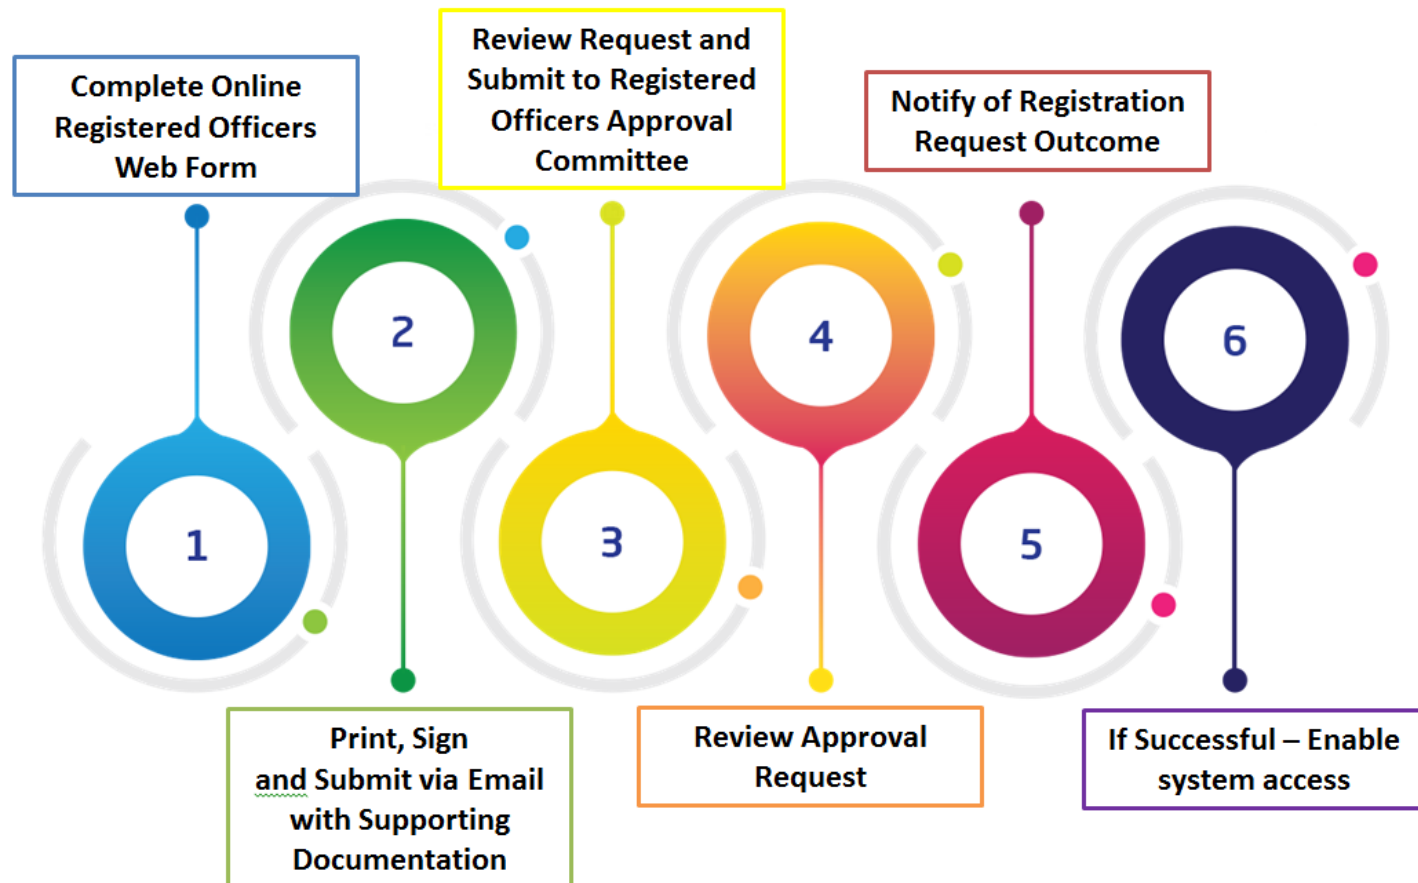 Complete Online
Registered Officers
Web Form
1
2
Print, Sign
and Submit via Email
with Supporting
Documentation
Review Request and
Submit to Registered
Officers Approval
Committee
3
4
Review Approval
Request
Notify of Registration
Request Outcome
5
6
If Successful – Enable
system access